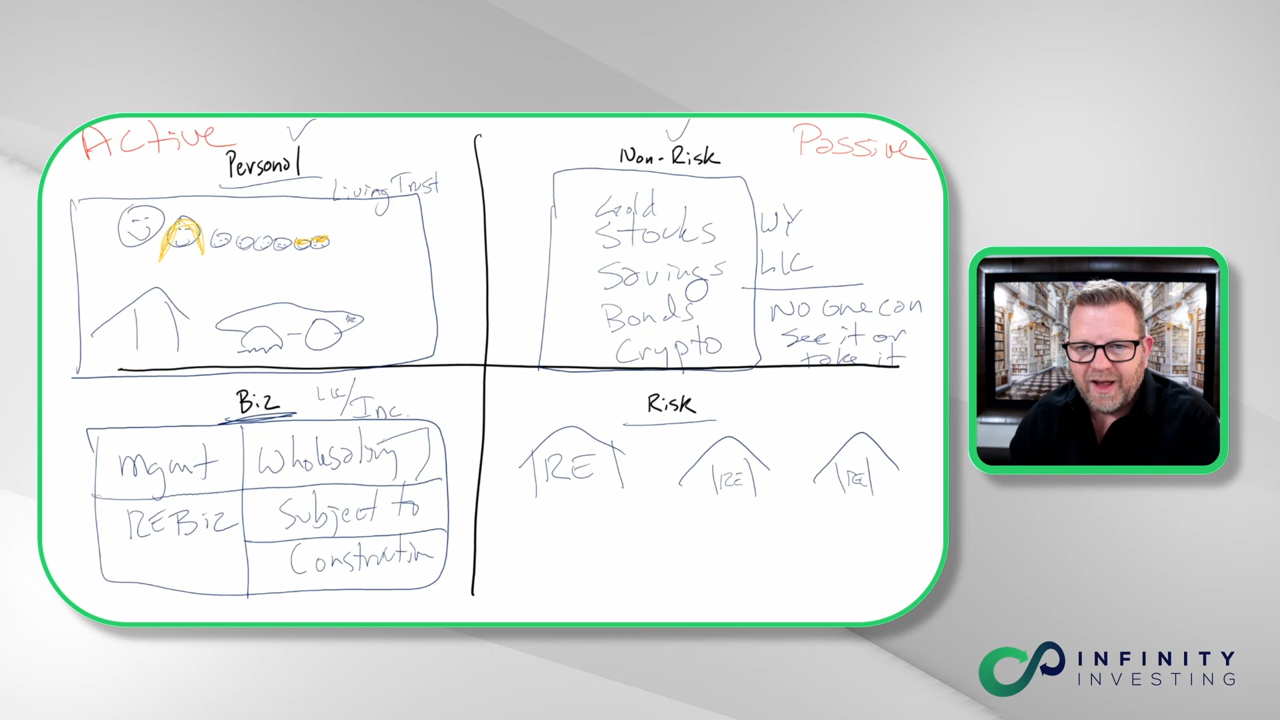 Active
Personal
Living Trust
Non-Risk
Passive
Gold
Stocks
Savings
Bonds
Crypto
WY
LLC
No one can
see it or
take it
Biz
LLC/
Inc.
mgmt
REBiz
Wholesaling
Subject to
Construction
Risk
RE
RE
RE
INFINITY
INVESTING